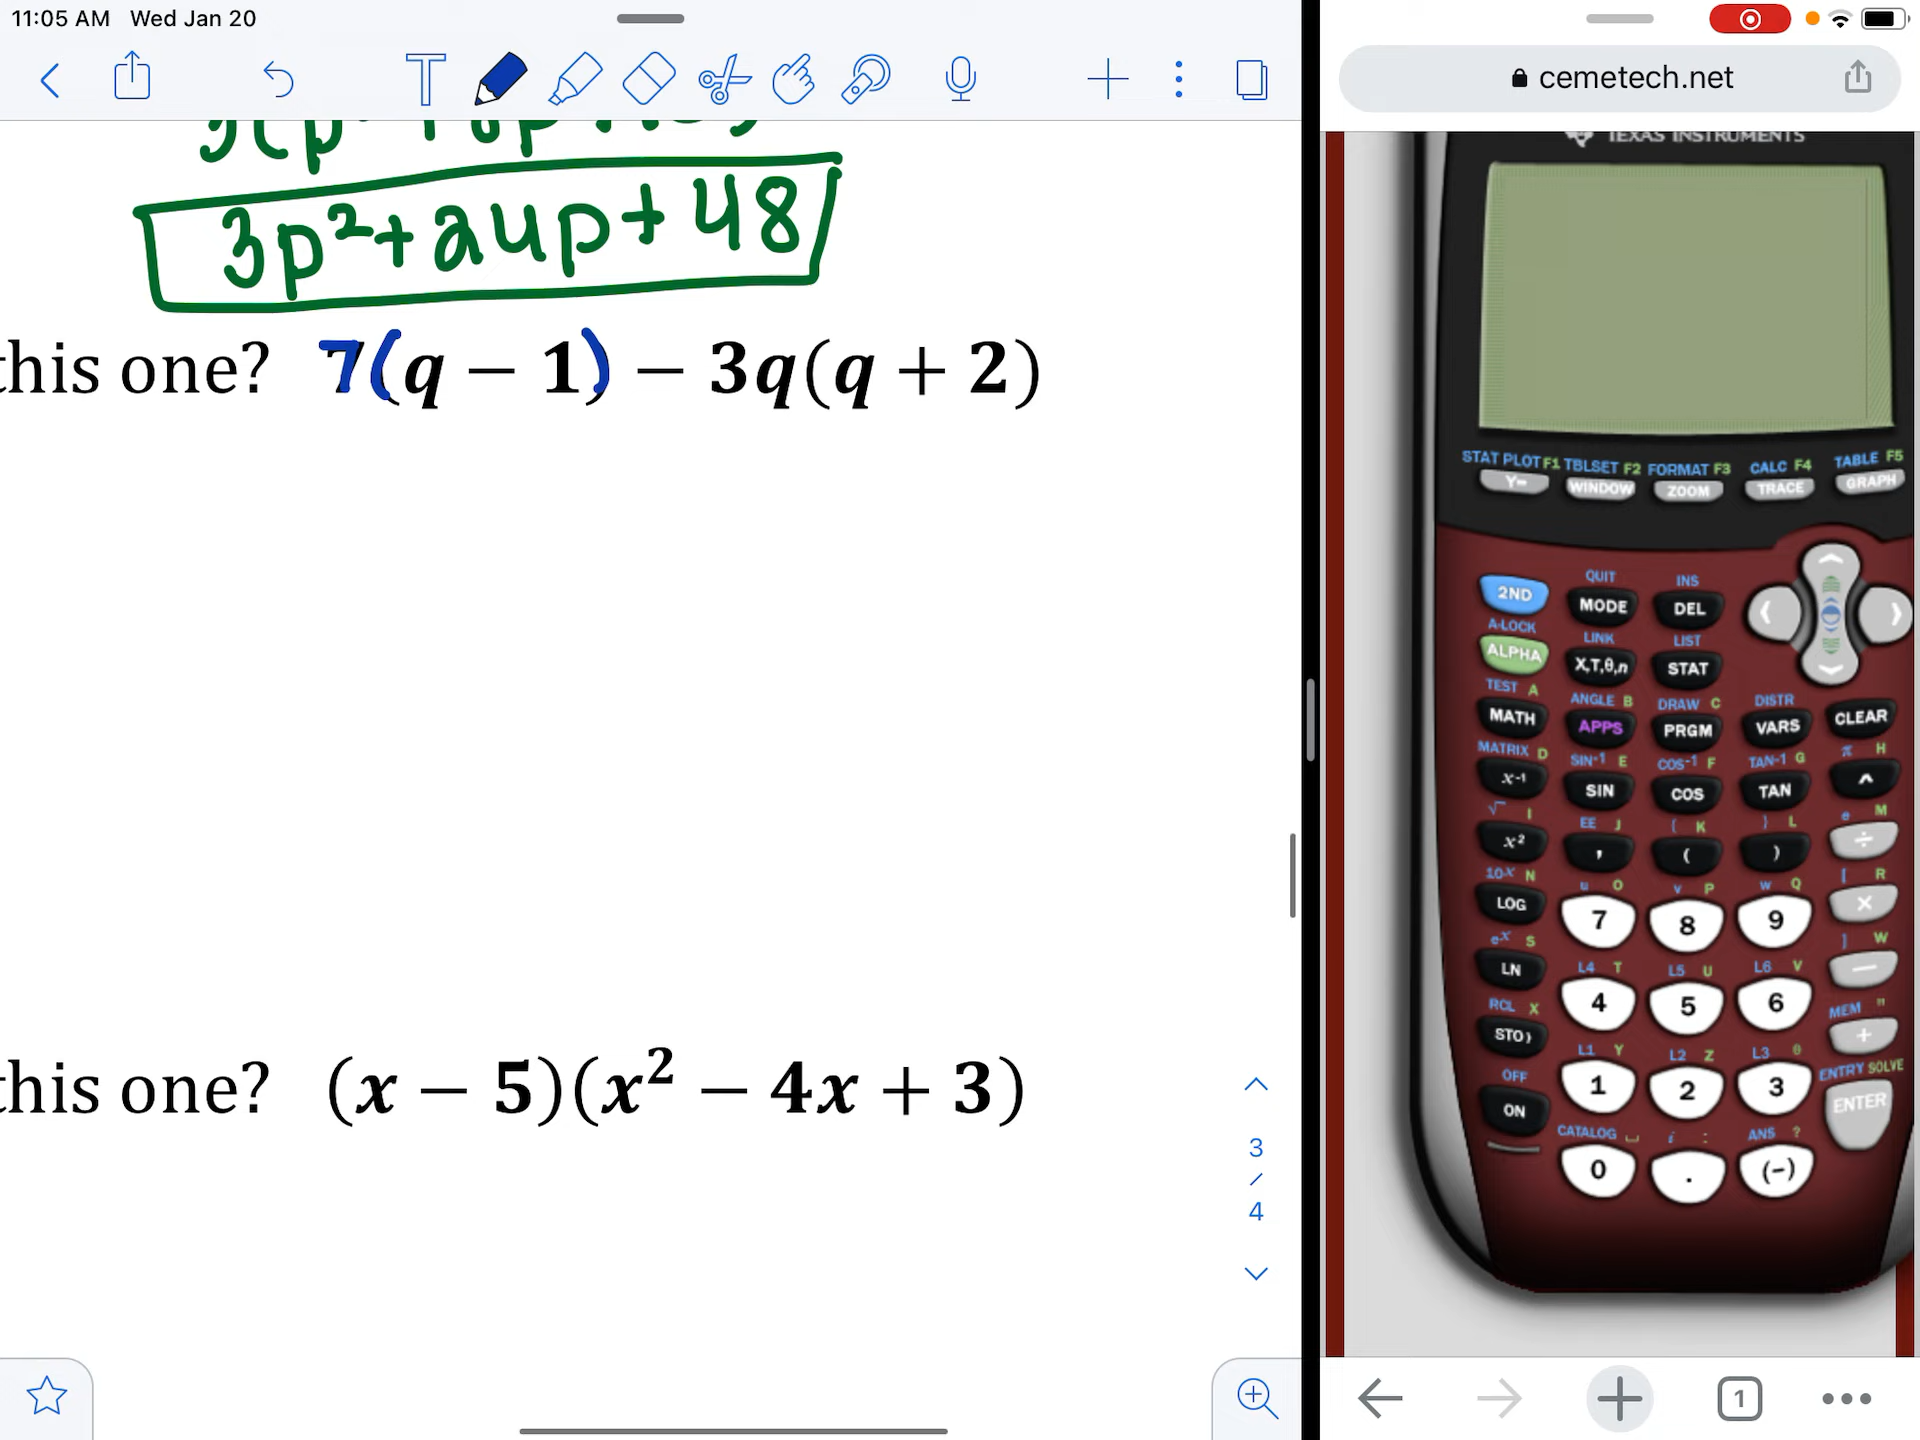 11:05 AM Wed Jan 20
cemetech.net
TEXAS INSTRUMENTS
3p²+24p+48
this one? 7(q − 1) − 3q(q + 2)
this one? (x − 5)(x² − 4x + 3)
3
/
4
STAT PLOT F1 TBLSET F2 FORMAT F3 CALC F4 TABLE F5
Y= WINDOW ZOOM TRACE GRAPH
QUIT INS
2ND MODE DEL
A-LOCK LINK LIST
ALPHA X,T,θ,n STAT
TEST A ANGLE B DRAW C DISTR
MATH APPS PRGM VARS CLEAR
MATRIX D SIN⁻¹ E COS⁻¹ F TAN⁻¹ G π H
x⁻¹ SIN COS TAN ^
√ I EE J { K } L e M
x² , ( ) ÷
10ˣ N u O v P w Q [ R
LOG 7 8 9 ×
eˣ S L4 T L5 U L6 V ] W
LN 4 5 6 −
RCL X L1 Y L2 Z L3 θ MEM "
STO⟩ 1 2 3 +
OFF CATALOG ⎵ i : ANS ? ENTRY SOLVE
ON 0 . (-) ENTER
1